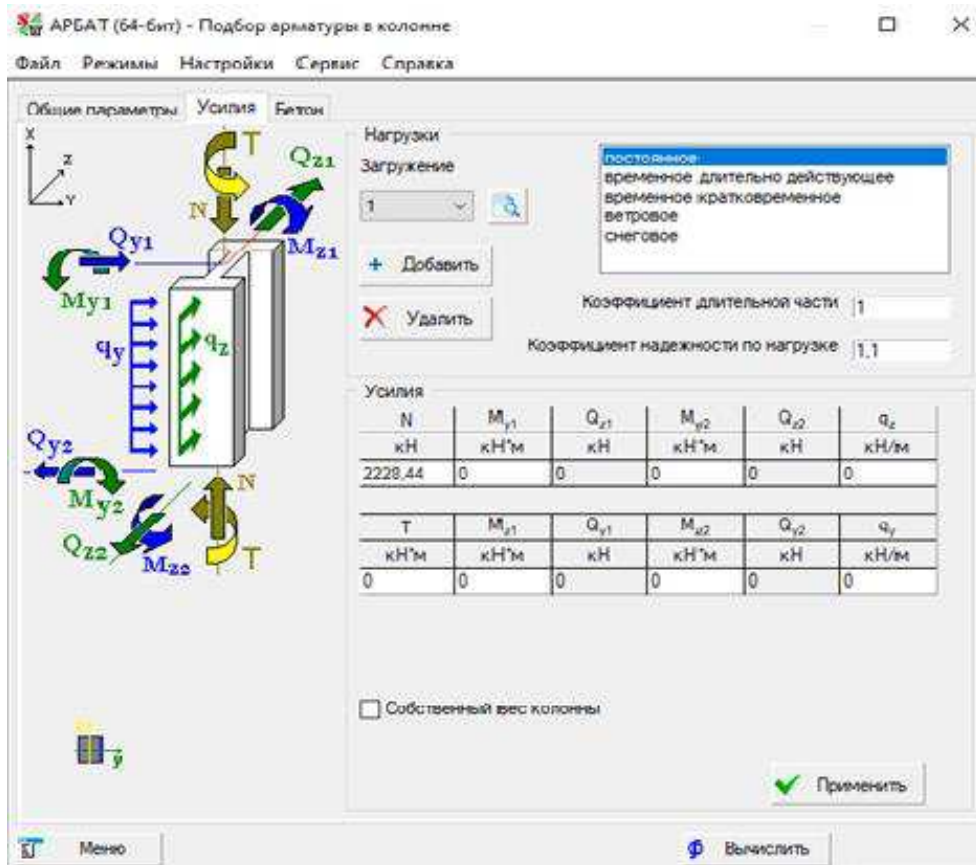 АРБАТ (64-бит) - Подбор арматуры в колонне
Файл Режимы Настройки Сервис Справка
Общие параметры Усилия Бетон
X
Z
Y
T
Qz1
N
Mz1
Qy1
My1
qy
qz
Qy2
My2
N
Qz2
Mz2
T
y
Нагрузки
Загружение
1
постоянное
временное длительно действующее
временное кратковременное
ветровое
снеговое
+ Добавить
Удалить
Коэффициент длительной части 1
Коэффициент надежности по нагрузке 1,1
Усилия
N My1 Qz1 My2 Qz2 qz
кН кН*м кН кН*м кН кН/м
2228,44 0 0 0 0 0
T Mz1 Qy1 Mz2 Qy2 qy
кН*м кН*м кН кН*м кН кН/м
0 0 0 0 0 0
Собственный вес колонны
Применить
Меню
Вычислить